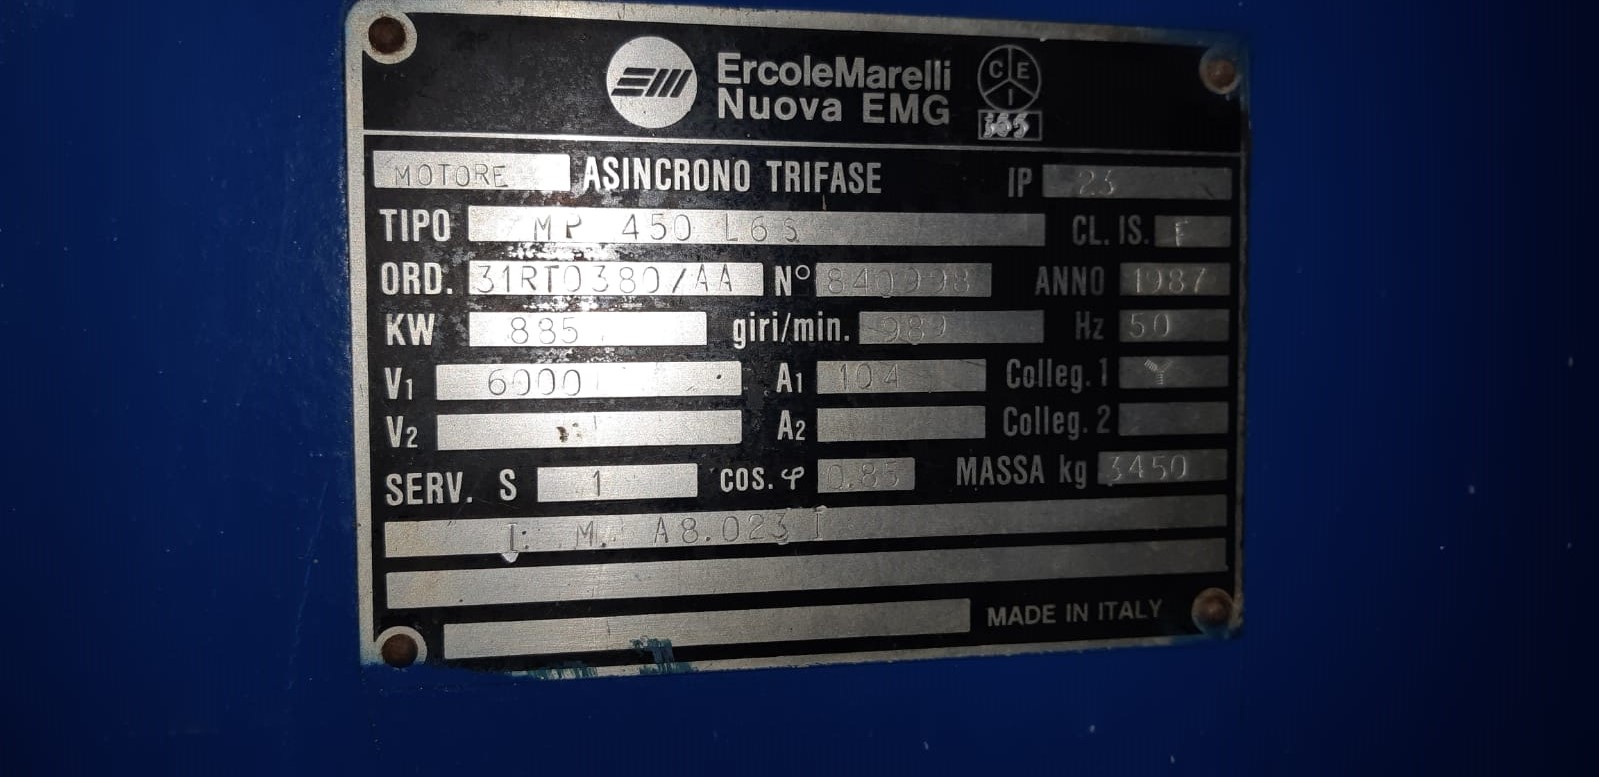 ErcoleMarelli
Nuova EMG
C E I
MOTORE ASINCRONO TRIFASE IP 23
TIPO MP 450 L6S CL. IS. F
ORD. 31RT0380/AA N° 840998 ANNO 1987
KW 885 giri/min. 989 Hz 50
V1 6000 A1 104 Colleg. 1 Y
V2 A2 Colleg. 2
SERV. S 1 cos. φ 0.85 MASSA kg 3450
I. M. A8.023I
MADE IN ITALY